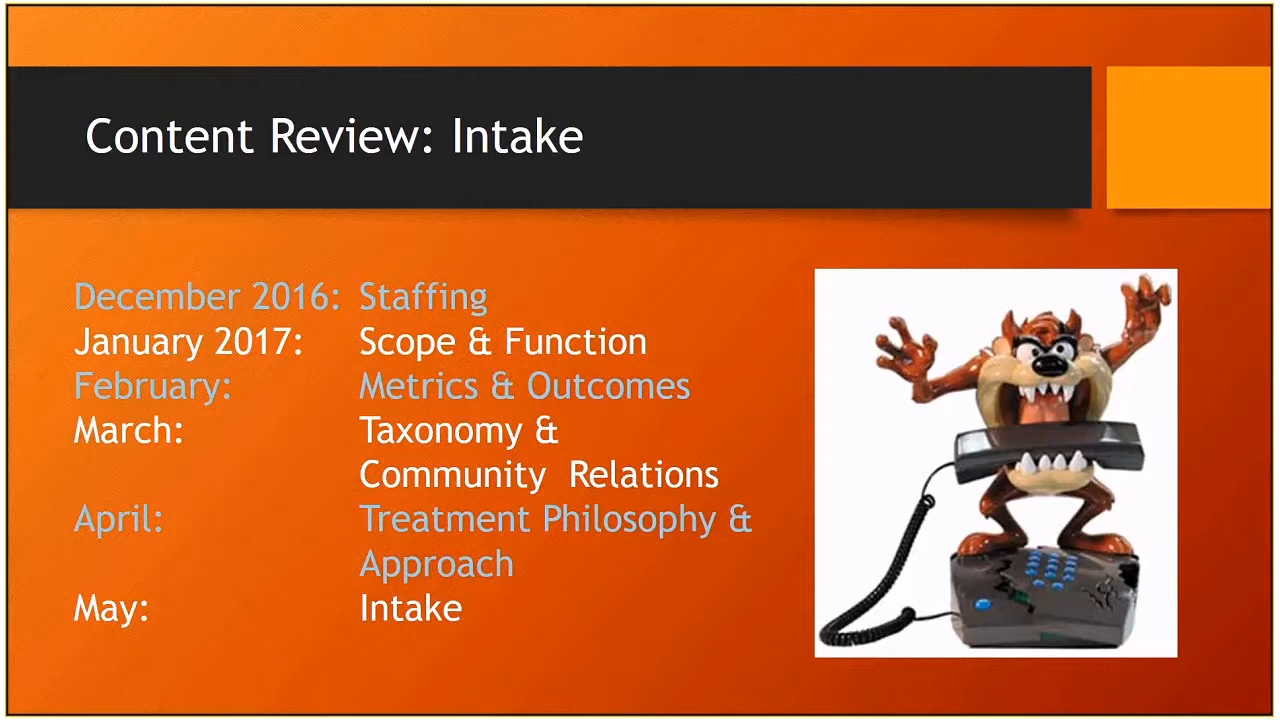 Content Review: Intake
December 2016: Staffing
January 2017: Scope & Function
February: Metrics & Outcomes
March: Taxonomy &
Community Relations
April: Treatment Philosophy &
Approach
May: Intake